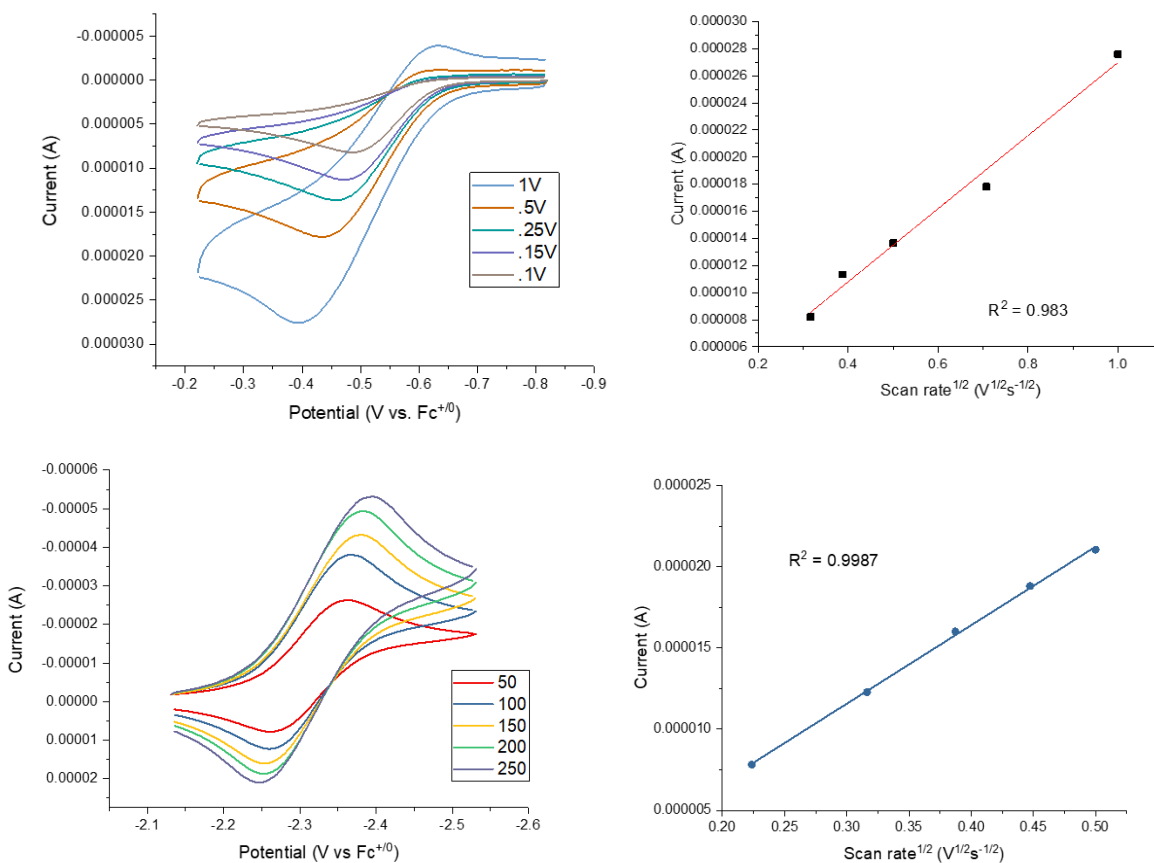 -0.000005
0.000000
0.000005
0.000010
0.000015
0.000020
0.000025
0.000030
Current (A)
1V
.5V
.25V
.15V
.1V
-0.2 -0.3 -0.4 -0.5 -0.6 -0.7 -0.8 -0.9
Potential (V vs. Fc+/0)
0.000030
0.000028
0.000026
0.000024
0.000022
0.000020
0.000018
0.000016
0.000014
0.000012
0.000010
0.000008
0.000006
Current (A)
R2 = 0.983
0.2 0.4 0.6 0.8 1.0
Scan rate1/2 (V1/2s-1/2)
-0.00006
-0.00005
-0.00004
-0.00003
-0.00002
-0.00001
0.00000
0.00001
0.00002
Current (A)
50
100
150
200
250
-2.1 -2.2 -2.3 -2.4 -2.5 -2.6
Potential (V vs Fc+/0)
0.000025
0.000020
0.000015
0.000010
0.000005
Current (A)
R2 = 0.9987
0.20 0.25 0.30 0.35 0.40 0.45 0.50
Scan rate1/2 (V1/2s-1/2)